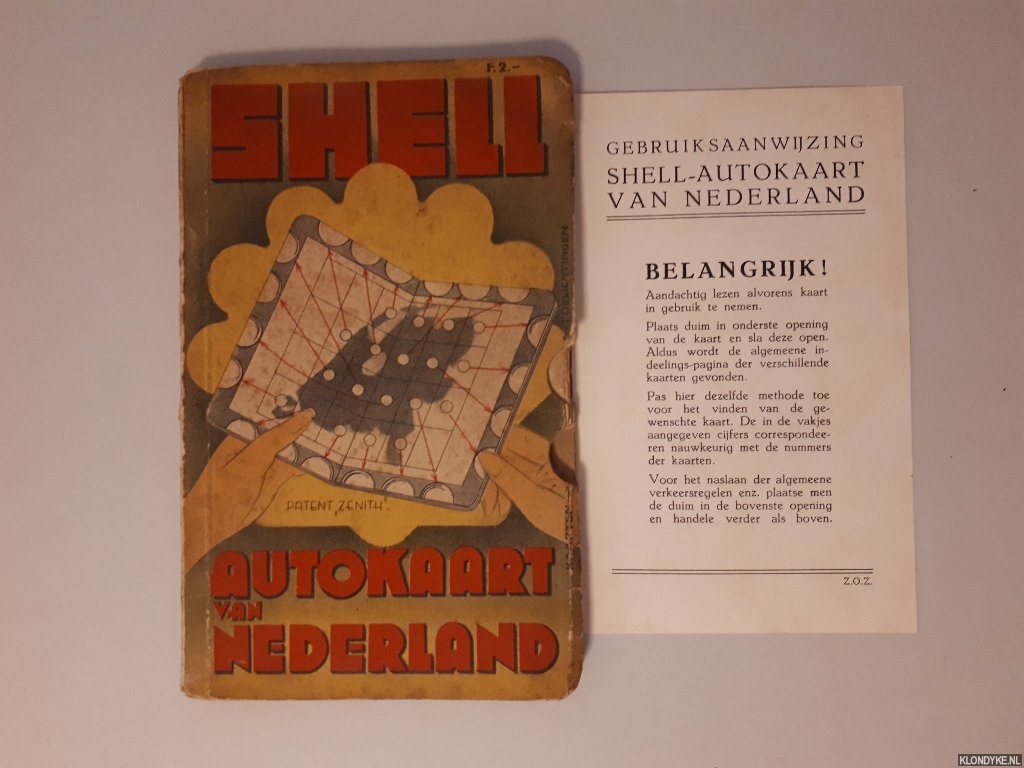 F. 2.–
SHELL
TOELICHTINGEN
PATENT „ZENITH”
AUTOKAART
VAN
NEDERLAND
GEBRUIKSAANWIJZING
SHELL-AUTOKAART
VAN NEDERLAND
BELANGRIJK!
Aandachtig lezen alvorens kaart
in gebruik te nemen.
Plaats duim in onderste opening
van de kaart en sla deze open.
Aldus wordt de algemeene in-
deelings-pagina der verschillende
kaarten gevonden.
Pas hier dezelfde methode toe
voor het vinden van de ge-
wenschte kaart. De in de vakjes
aangegeven cijfers correspondee-
ren nauwkeurig met de nummers
der kaarten.
Voor het naslaan der algemeene
verkeersregelen enz. plaatse men
de duim in de bovenste opening
en handele verder als boven.
Z.O.Z.
KLONDYKE.NL